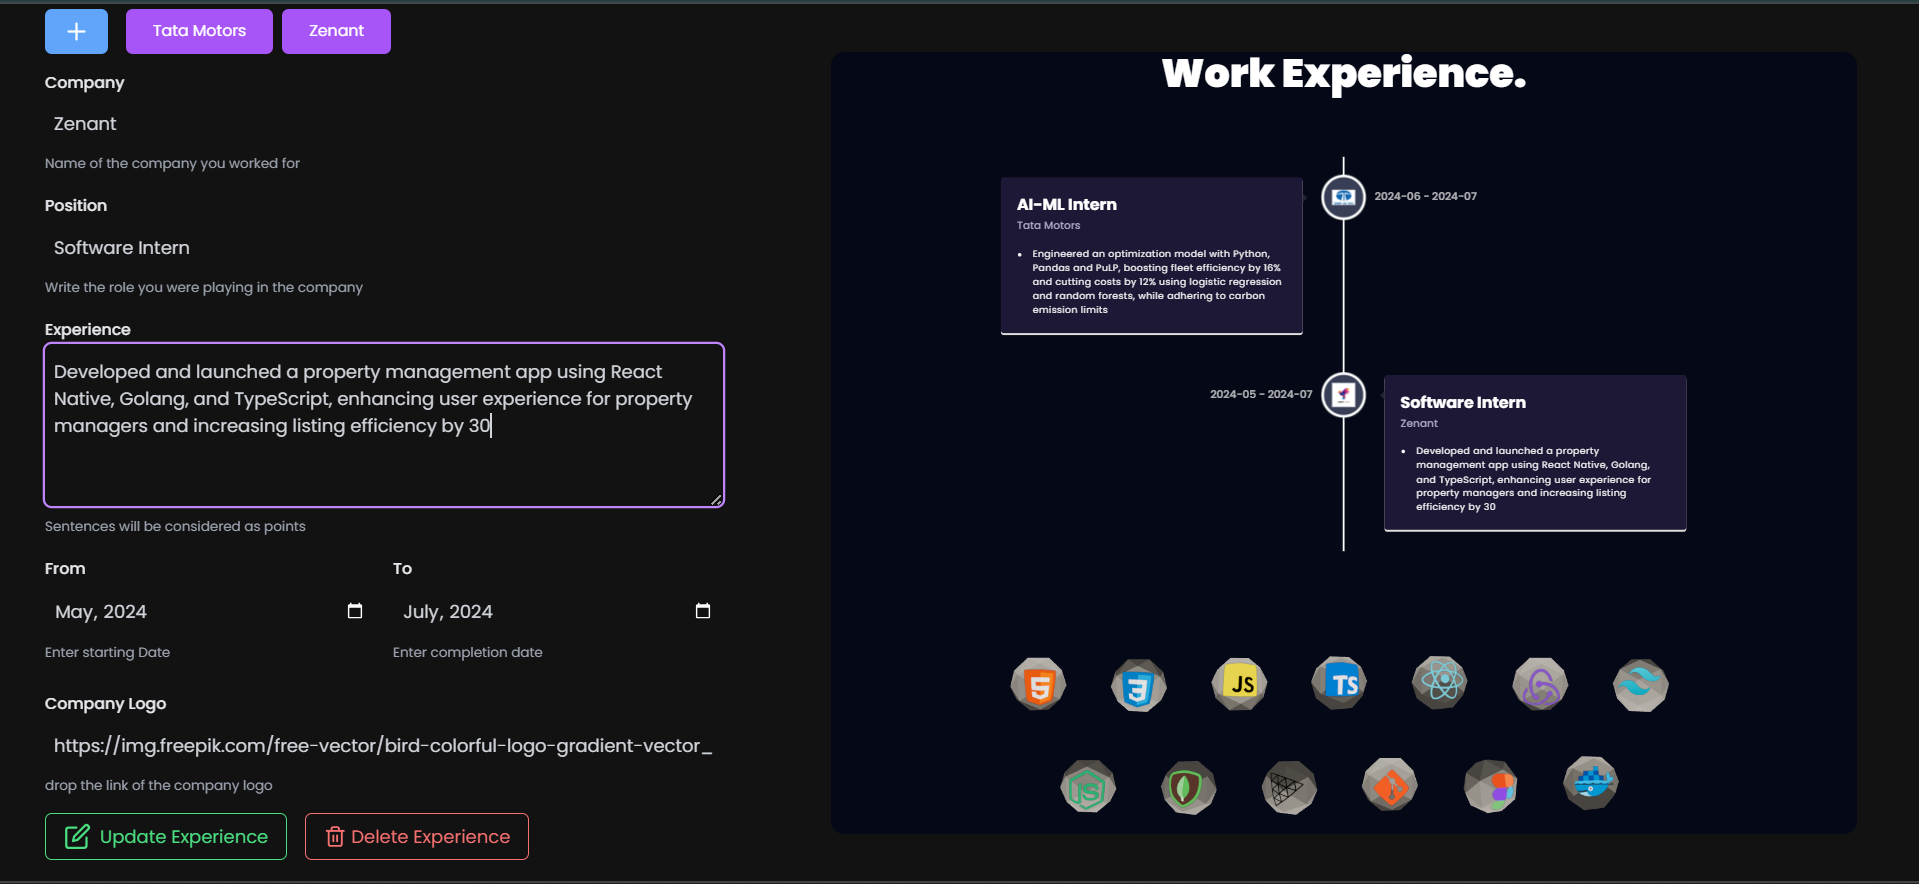 Tata Motors
Zenant
Company
Zenant
Name of the company you worked for
Position
Software Intern
Write the role you were playing in the company
Experience
Developed and launched a property management app using React
Native, Golang, and TypeScript, enhancing user experience for property
managers and increasing listing efficiency by 30
Sentences will be considered as points
From
To
May, 2024
July, 2024
Enter starting Date
Enter completion date
Company Logo
https://img.freepik.com/free-vector/bird-colorful-logo-gradient-vector_
drop the link of the company logo
Update Experience
Delete Experience
Work Experience.
AI-ML Intern
Tata Motors
• Engineered an optimization model with Python,
Pandas and PuLP, boosting fleet efficiency by 16%
and cutting costs by 12% using logistic regression
and random forests, while adhering to carbon
emission limits
2024-06 - 2024-07
2024-05 - 2024-07
Software Intern
Zenant
• Developed and launched a property
management app using React Native, Golang,
and TypeScript, enhancing user experience for
property managers and increasing listing
efficiency by 30
5
3
JS
TS
JS